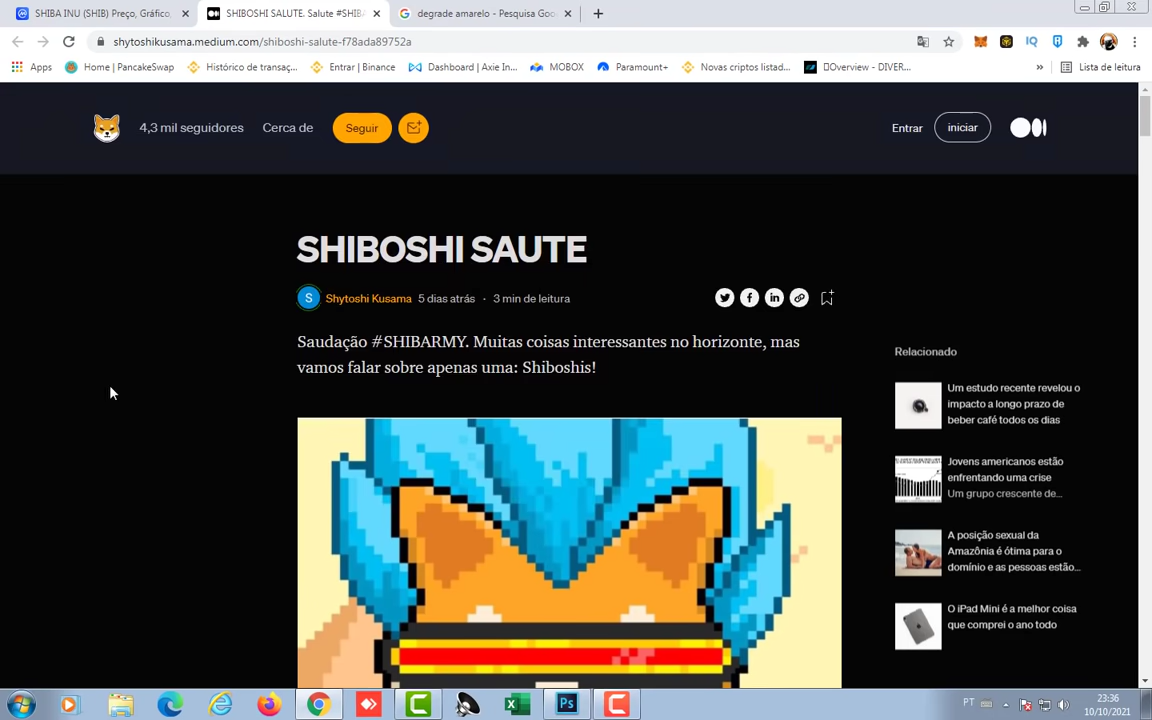 SHIBA INU (SHIB) Preço, Gráfico,
SHIBOSHI SALUTE. Salute #SHIBA
degrade amarelo - Pesquisa Goo
shytoshikusama.medium.com/shiboshi-salute-f78ada89752a
Apps
Home | PancakeSwap
Histórico de transaç...
Entrar | Binance
Dashboard | Axie In...
MOBOX
Paramount+
Novas criptos listad...
Overview - DIVER...
»
Lista de leitura
4,3 mil seguidores
Cerca de
Seguir
Entrar
iniciar
SHIBOSHI SAUTE
S
Shytoshi Kusama 5 dias atrás · 3 min de leitura
Saudação #SHIBARMY. Muitas coisas interessantes no horizonte, mas
vamos falar sobre apenas uma: Shiboshis!
Relacionado
Um estudo recente revelou o
impacto a longo prazo de
beber café todos os dias
Jovens americanos estão
enfrentando uma crise
Um grupo crescente de...
A posição sexual da
Amazônia é ótima para o
domínio e as pessoas estão...
O iPad Mini é a melhor coisa
que comprei o ano todo
PT
23:36
10/10/2021